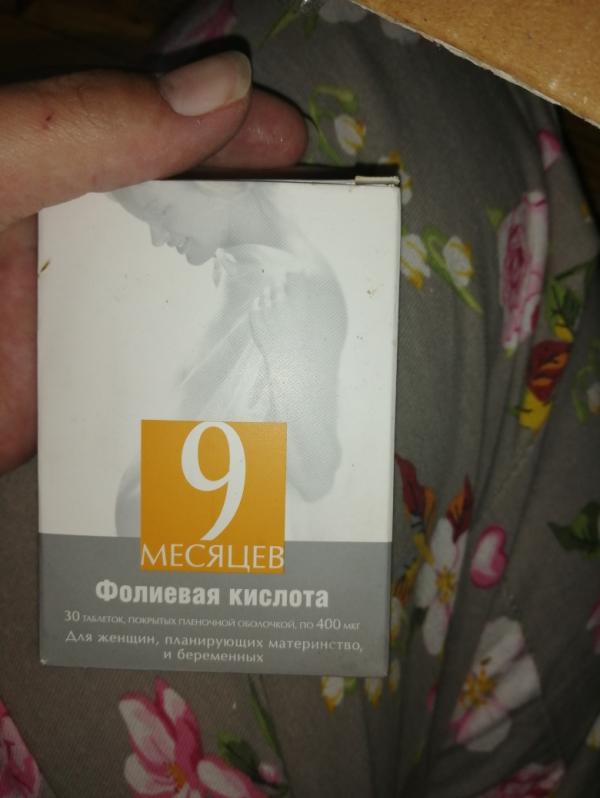 9
МЕСЯЦЕВ
Фолиевая кислота
30 ТАБЛЕТОК, ПОКРЫТЫХ ПЛЕНОЧНОЙ ОБОЛОЧКОЙ, ПО 400 МКГ
Для женщин, планирующих материнство,
и беременных